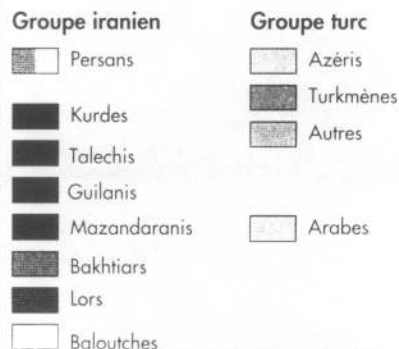 Groupe iranien
Persans
Kurdes
Talechis
Guilanis
Mazandaranis
Bakhtiars
Lors
Baloutches
Groupe turc
Azéris
Turkmènes
Autres
Arabes